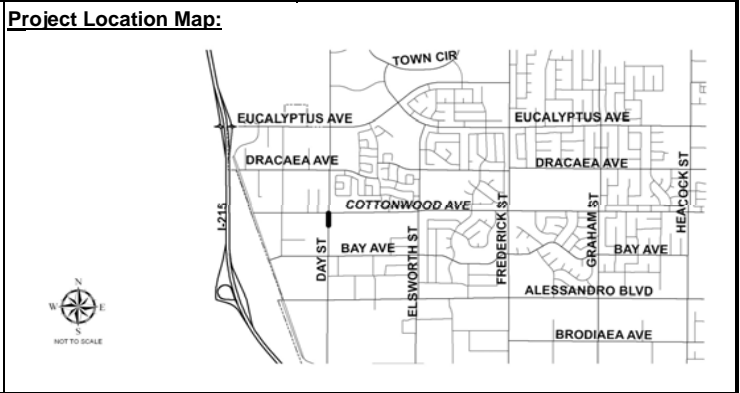 Project Location Map:
TOWN CIR
EUCALYPTUS AVE
EUCALYPTUS AVE
DRACAEA AVE
DRACAEA AVE
COTTONWOOD AVE
I-215
DAY ST
BAY AVE
ELSWORTH ST
FREDERICK ST
GRAHAM ST
BAY AVE
HEACOCK ST
ALESSANDRO BLVD
BRODIAEA AVE
N
W E
S
NOT TO SCALE